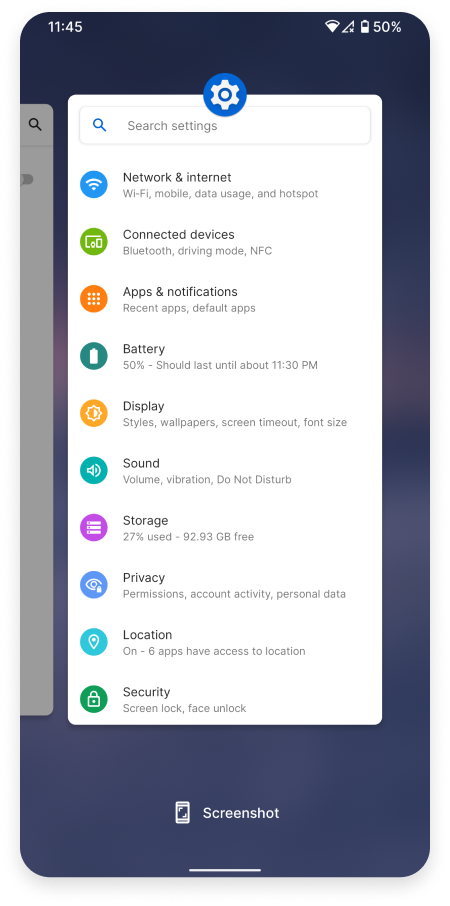 11:45
50%
Search settings
Network & internet
Wi-Fi, mobile, data usage, and hotspot
Connected devices
Bluetooth, driving mode, NFC
Apps & notifications
Recent apps, default apps
Battery
50% - Should last until about 11:30 PM
Display
Styles, wallpapers, screen timeout, font size
Sound
Volume, vibration, Do Not Disturb
Storage
27% used - 92.93 GB free
Privacy
Permissions, account activity, personal data
Location
On - 6 apps have access to location
Security
Screen lock, face unlock
Screenshot